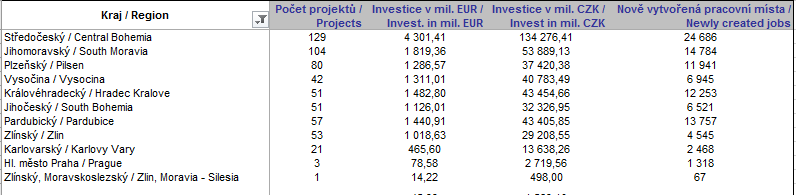 Kraj / Region Počet projektů / Projects Investice v mil. EUR / Invest. in mil. EUR Investice v mil. CZK / Invest in mil. CZK Nově vytvořená pracovní místa / Newly created jobs
Středočeský / Central Bohemia 129 4 301,41 134 276,41 24 686
Jihomoravský / South Moravia 104 1 819,36 53 889,13 14 784
Plzeňský / Pilsen 80 1 286,57 37 420,38 11 941
Vysočina / Vysocina 42 1 311,01 40 783,49 6 945
Královéhradecký / Hradec Kralove 51 1 482,80 43 454,66 12 253
Jihočeský / South Bohemia 51 1 126,01 32 326,95 6 521
Pardubický / Pardubice 57 1 440,91 43 405,85 13 757
Zlínský / Zlin 53 1 018,63 29 208,55 4 545
Karlovarský / Karlovy Vary 21 465,60 13 638,26 2 468
Hl. město Praha / Prague 3 78,58 2 719,56 1 318
Zlínský, Moravskoslezský / Zlin, Moravia - Silesia 1 14,22 498,00 67